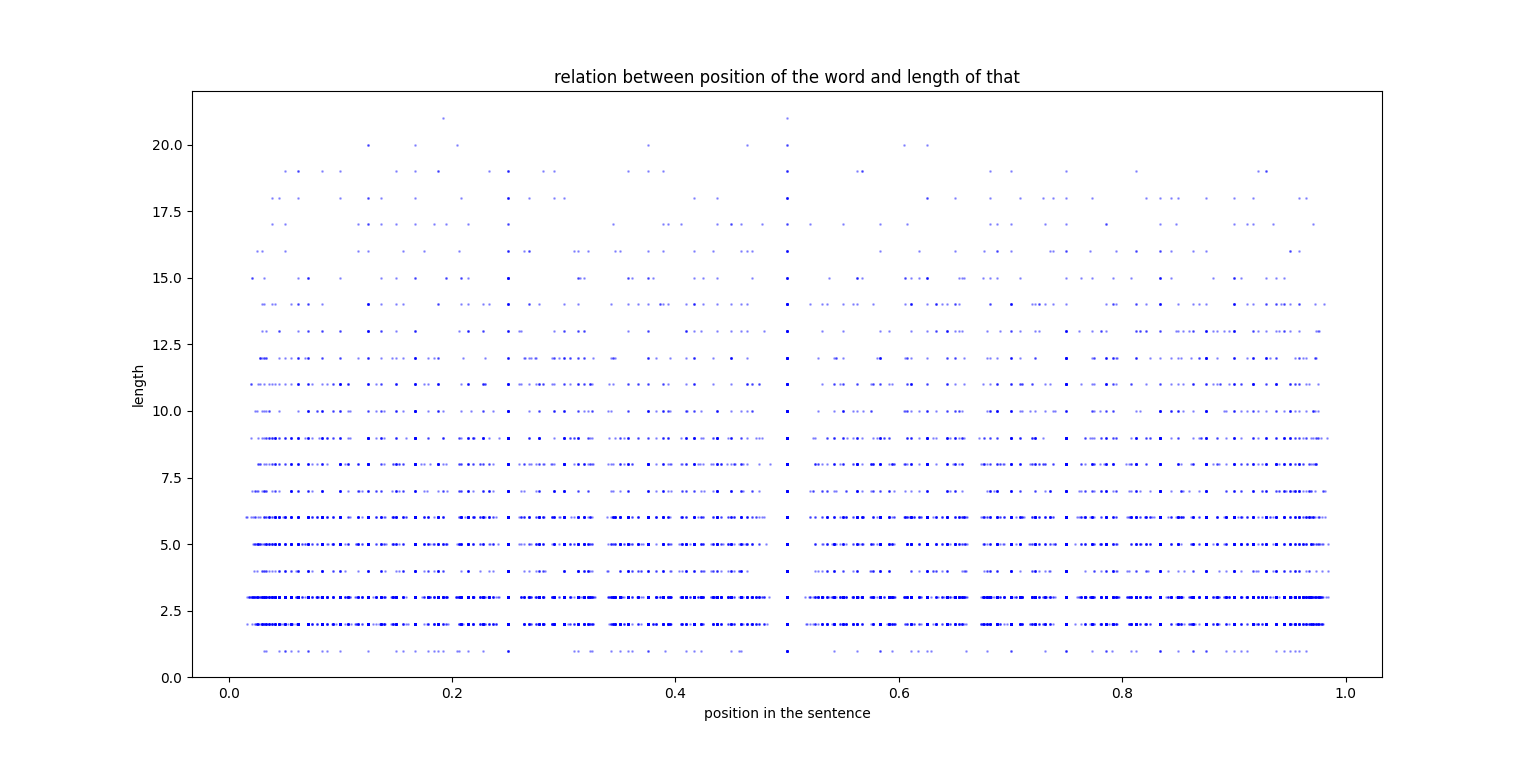 relation between position of the word and length of that
20.0
17.5
15.0
12.5
10.0
7.5
5.0
2.5
0.0
length
0.0 0.2 0.4 0.6 0.8 1.0
position in the sentence